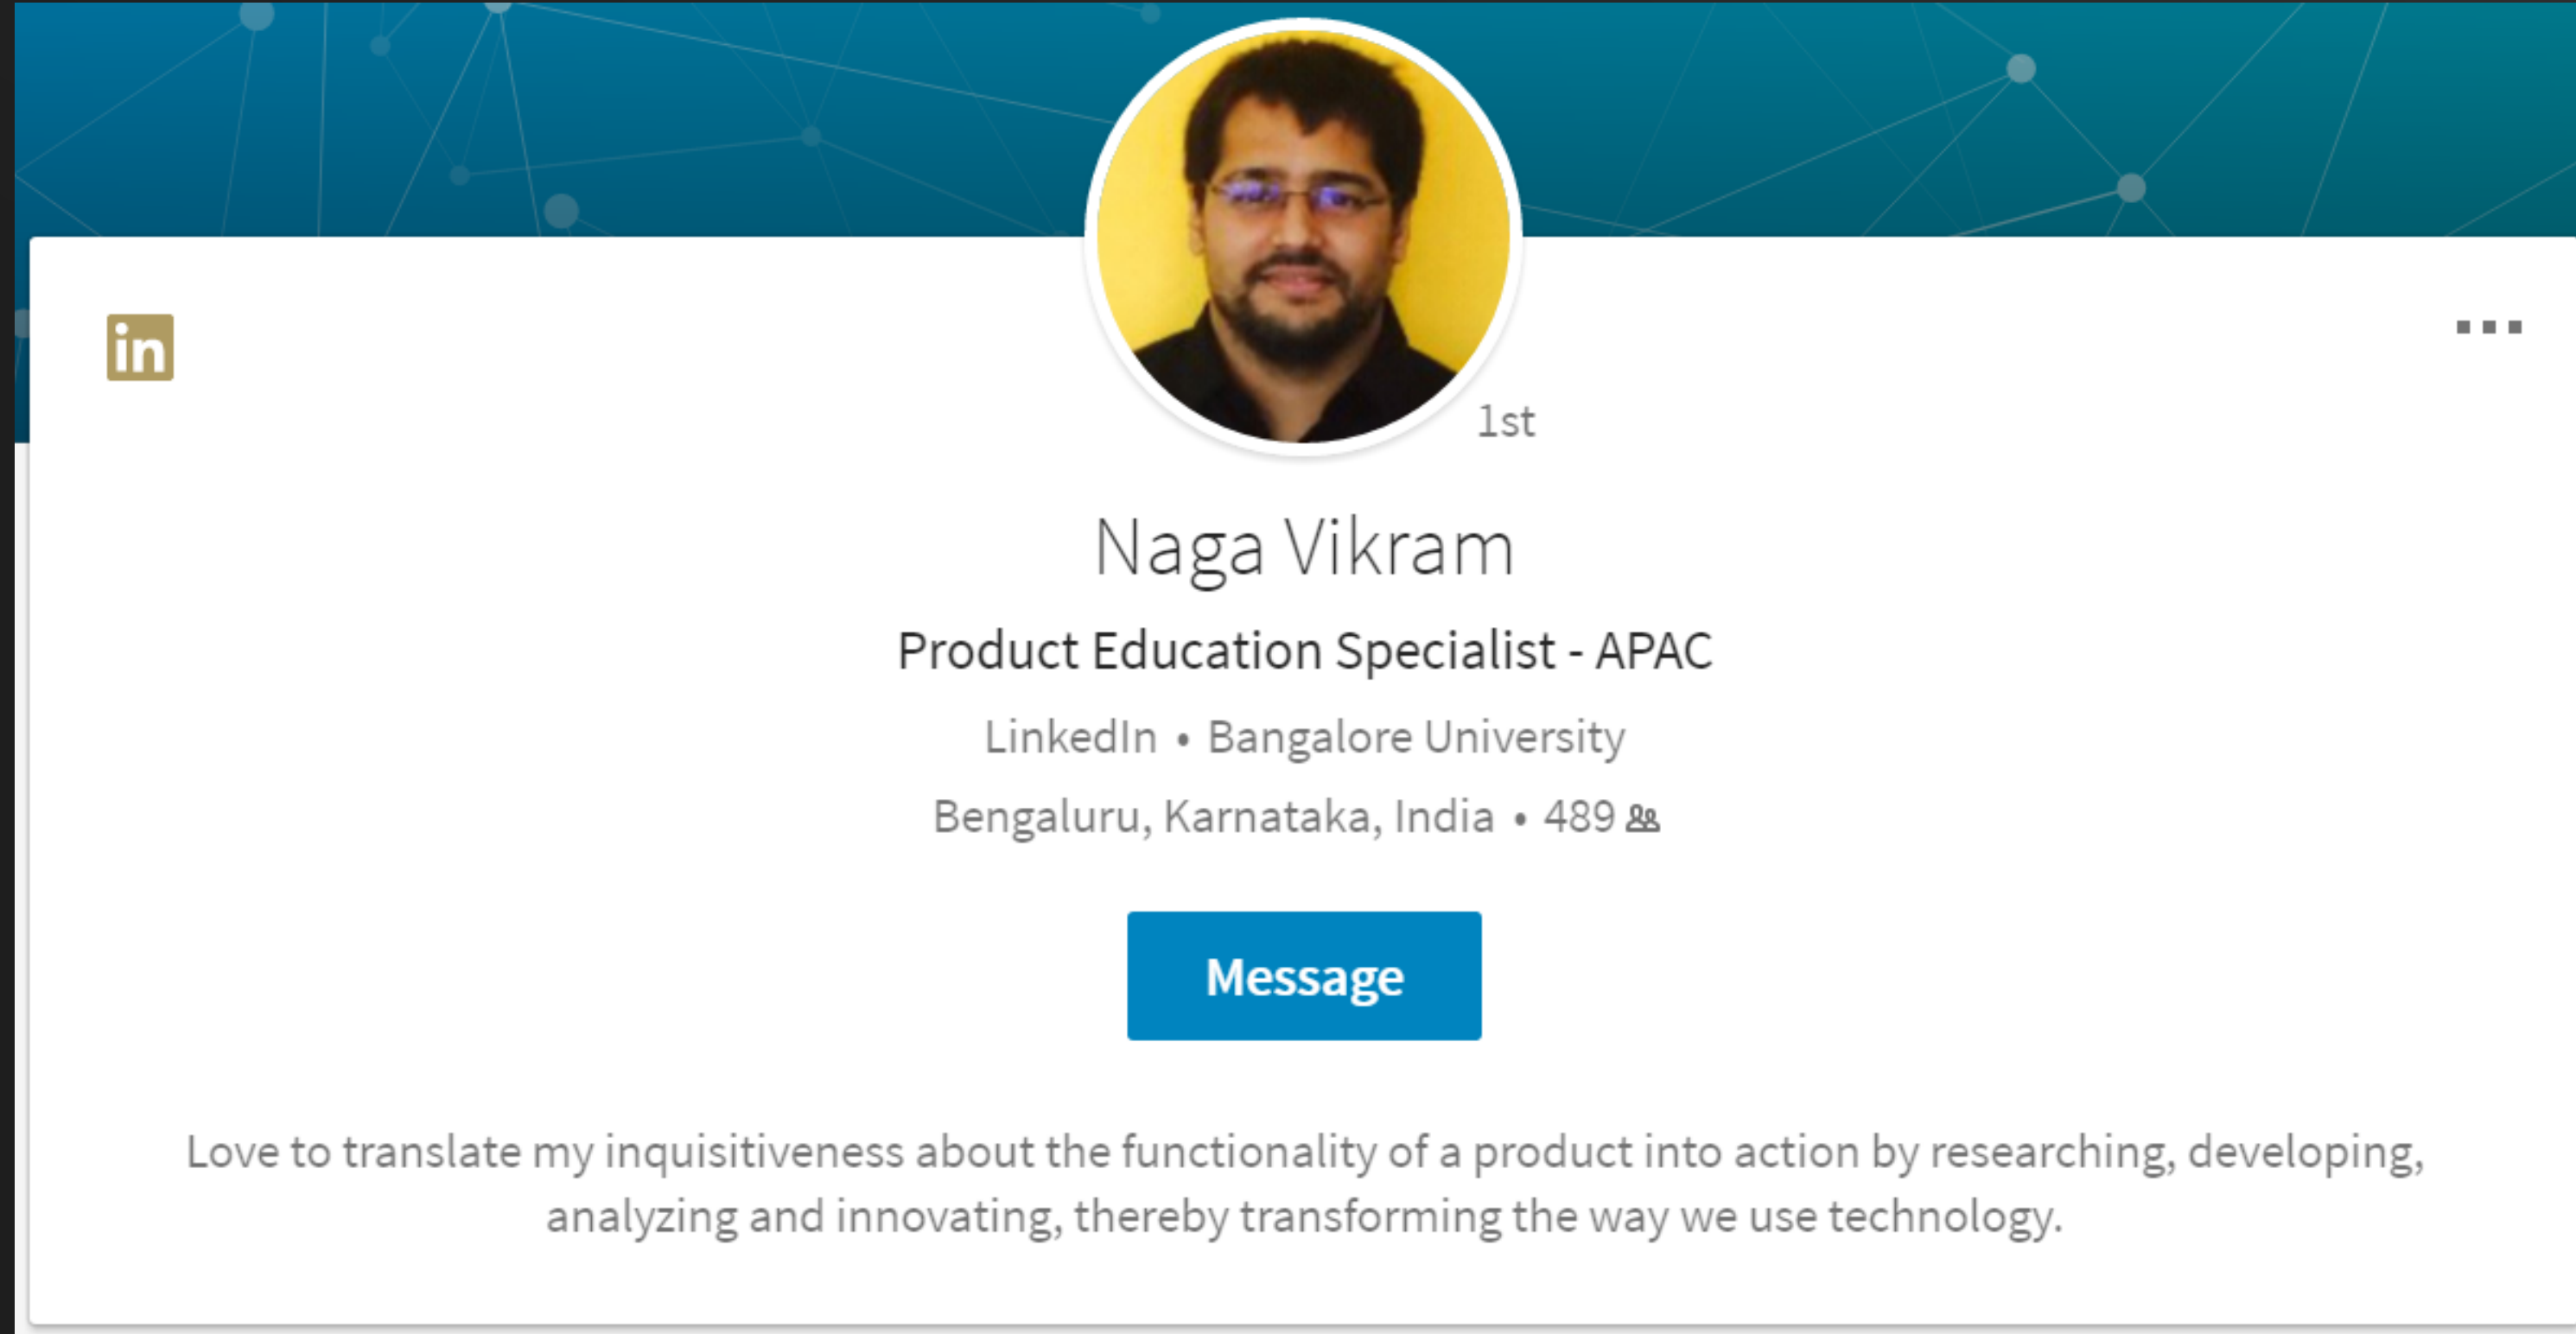 in
1st
Naga Vikram
Product Education Specialist - APAC
LinkedIn • Bangalore University
Bengaluru, Karnataka, India • 489
Message
Love to translate my inquisitiveness about the functionality of a product into action by researching, developing,
analyzing and innovating, thereby transforming the way we use technology.